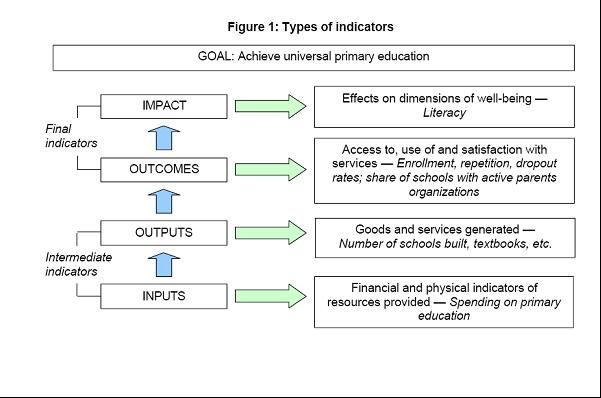 Figure 1: Types of indicators
GOAL: Achieve universal primary education
IMPACT
Effects on dimensions of well-being —
Literacy
Final
indicators
OUTCOMES
Access to, use of and satisfaction with
services — Enrollment, repetition, dropout
rates; share of schools with active parents
organizations
OUTPUTS
Goods and services generated —
Number of schools built, textbooks, etc.
Intermediate
indicators
INPUTS
Financial and physical indicators of
resources provided — Spending on primary
education